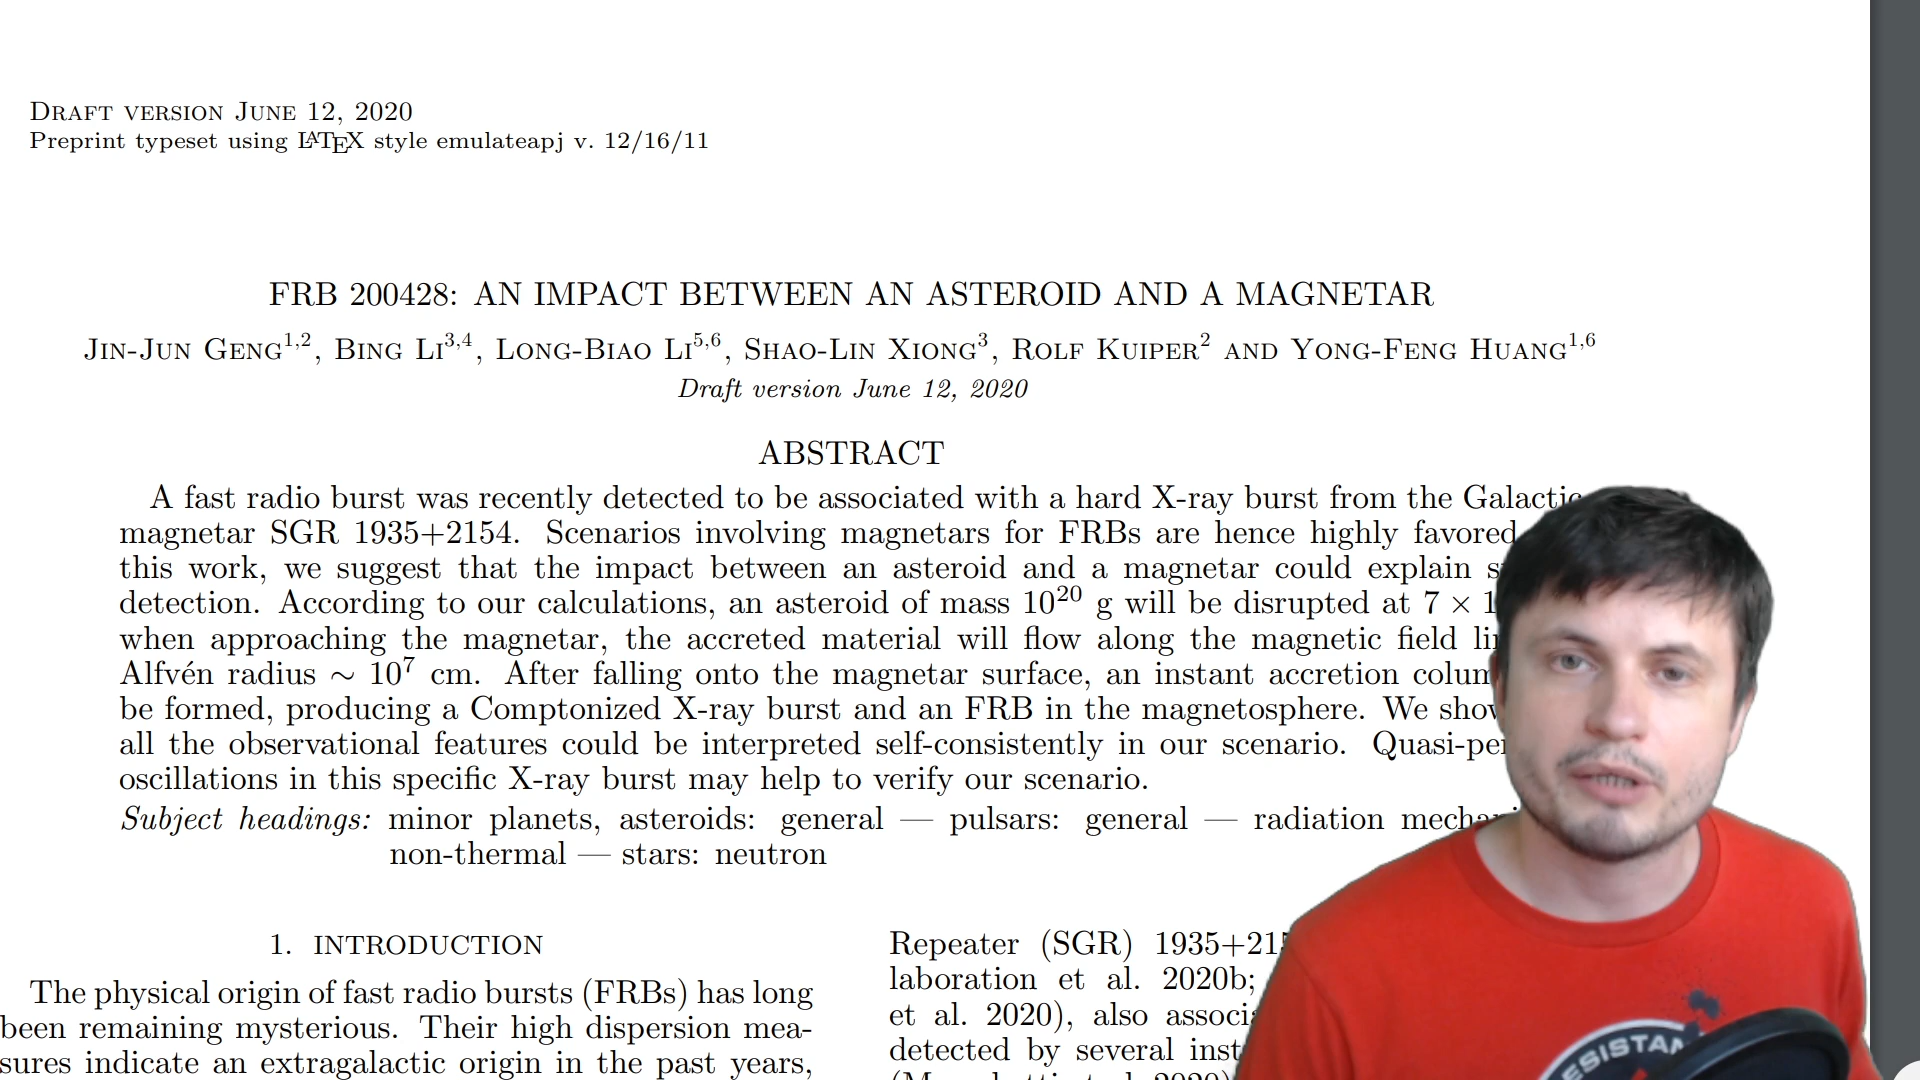 DRAFT VERSION JUNE 12, 2020
Preprint typeset using LATEX style emulateapj v. 12/16/11
FRB 200428: AN IMPACT BETWEEN AN ASTEROID AND A MAGNETAR
JIN-JUN GENG1,2, BING LI3,4, LONG-BIAO LI5,6, SHAO-LIN XIONG3, ROLF KUIPER2 AND YONG-FENG HUANG1,6
Draft version June 12, 2020
ABSTRACT
A fast radio burst was recently detected to be associated with a hard X-ray burst from the Galactic
magnetar SGR 1935+2154. Scenarios involving magnetars for FRBs are hence highly favored
this work, we suggest that the impact between an asteroid and a magnetar could explain
detection. According to our calculations, an asteroid of mass 10^20 g will be disrupted at 7 ×
when approaching the magnetar, the accreted material will flow along the magnetic field
Alfvén radius ∼ 10^7 cm. After falling onto the magnetar surface, an instant accretion
be formed, producing a Comptonized X-ray burst and an FRB in the magnetosphere. We
all the observational features could be interpreted self-consistently in our scenario.
oscillations in this specific X-ray burst may help to verify our scenario.
Subject headings: minor planets, asteroids: general — pulsars: general — radiation
non-thermal — stars: neutron
1. INTRODUCTION
The physical origin of fast radio bursts (FRBs) has long
been remaining mysterious. Their high dispersion mea-
sures indicate an extragalactic origin in the past years,
Repeater (SGR)
laboration et al. 2020b;
et al. 2020), also
detected by several